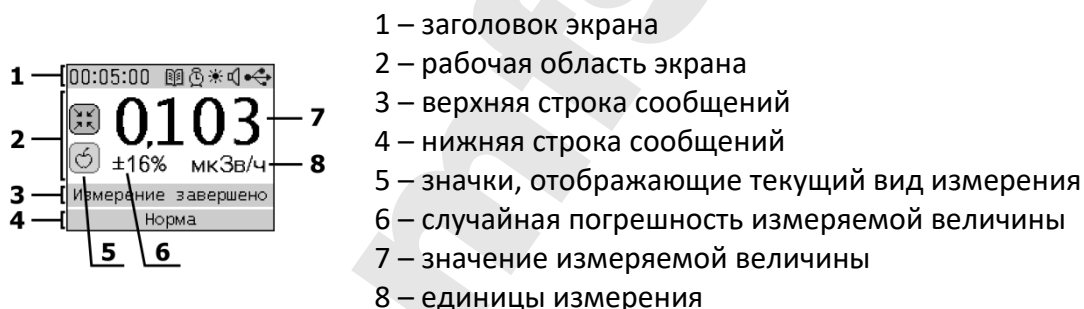 1 – заголовок экрана
2 – рабочая область экрана
3 – верхняя строка сообщений
4 – нижняя строка сообщений
5 – значки, отображающие текущий вид измерения
6 – случайная погрешность измеряемой величины
7 – значение измеряемой величины
8 – единицы измерения
1 00:05:00
2 0,103 7
±16% мкЗв/ч 8
3 Измерение завершено
4 Норма
5 6